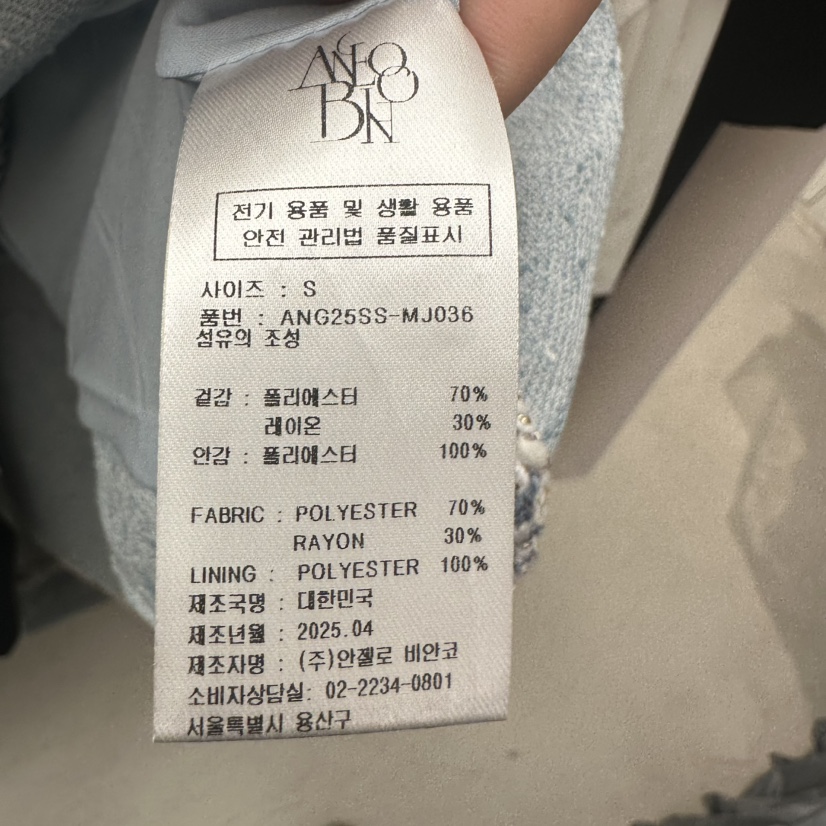 전기 용품 및 생활 용품
안전 관리법 품질표시
사이즈 : S
품번 : ANG25SS-MJ036
섬유의 조성
겉감 : 폴리에스터 70%
레이온 30%
안감 : 폴리에스터 100%
FABRIC : POLYESTER 70%
RAYON 30%
LINING : POLYESTER 100%
제조국명 : 대한민국
제조년월 : 2025.04
제조자명 : (주)안젤로 비안코
소비자상담실: 02-2234-0801
서울특별시 용산구